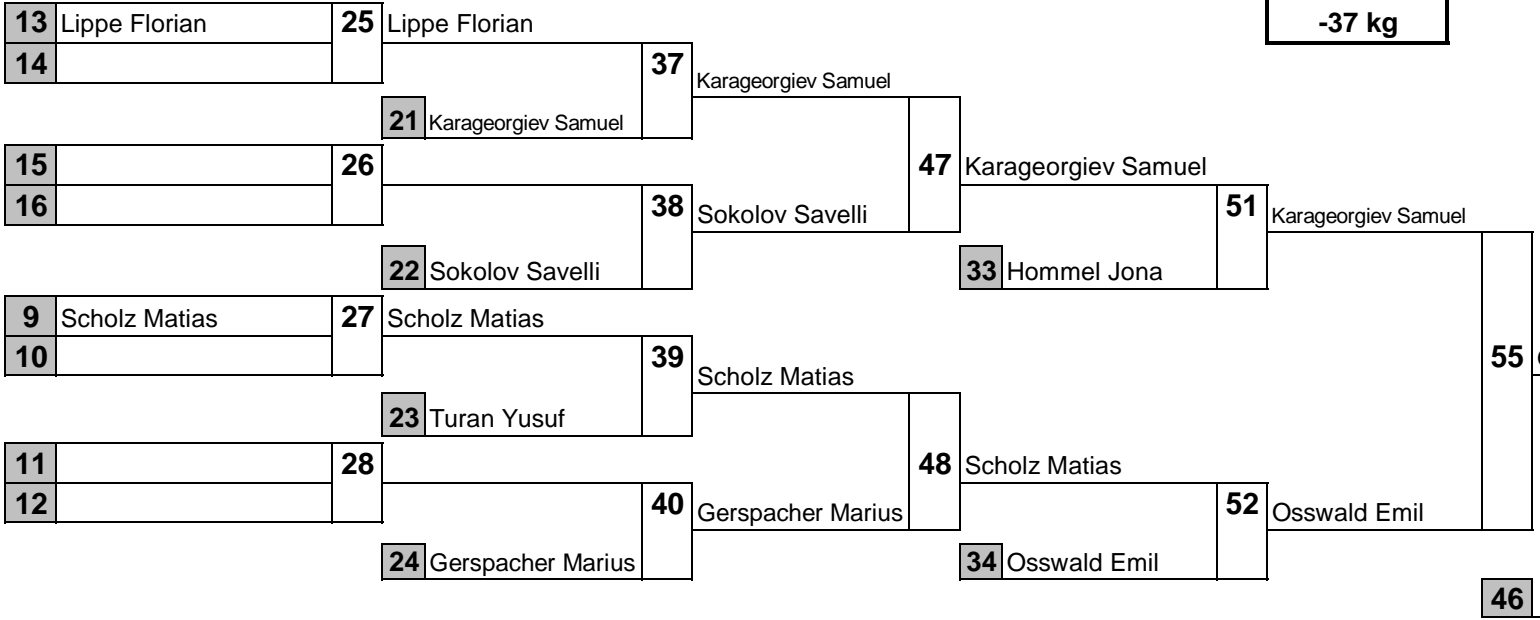 13 Lippe Florian 25 Lippe Florian -37 kg
14 37
Karageorgiev Samuel
21 Karageorgiev Samuel
15 26 47 Karageorgiev Samuel
16 38 Sokolov Savelli 51 Karageorgiev Samuel
22 Sokolov Savelli 33 Hommel Jona
9 Scholz Matias 27 Scholz Matias
10 39 55
Scholz Matias
23 Turan Yusuf
11 28 48 Scholz Matias
12 40 Gerspacher Marius 52 Osswald Emil
24 Gerspacher Marius 34 Osswald Emil
46